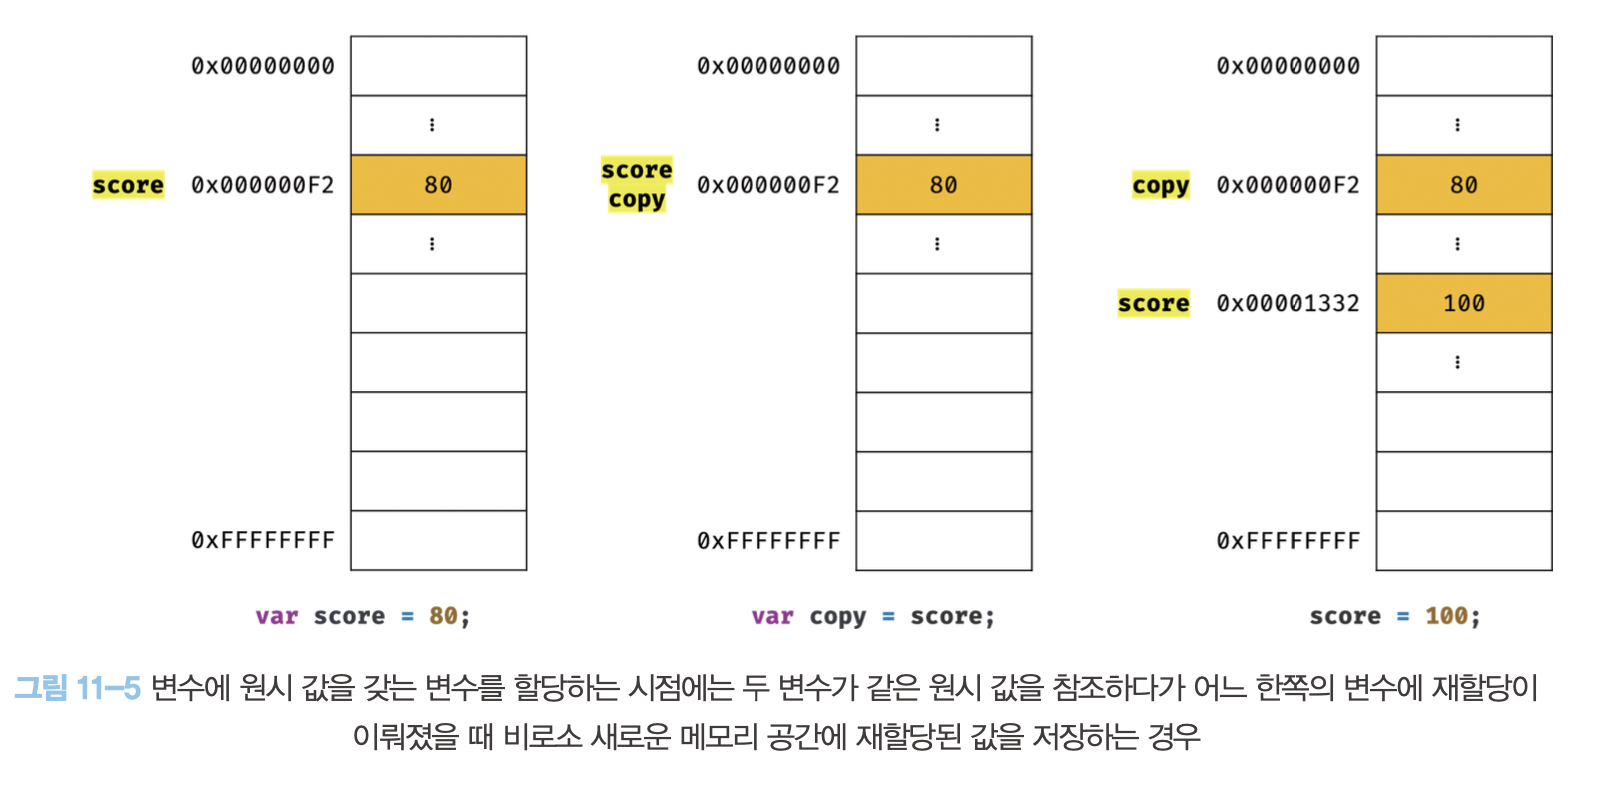 0x00000000
⋮
score 0x000000F2 80
⋮
0xFFFFFFFF
var score = 80;
0x00000000
⋮
score
copy 0x000000F2 80
⋮
0xFFFFFFFF
var copy = score;
0x00000000
⋮
copy 0x000000F2 80
⋮
score 0x00001332 100
⋮
0xFFFFFFFF
score = 100;
그림 11-5 변수에 원시 값을 갖는 변수를 할당하는 시점에는 두 변수가 같은 원시 값을 참조하다가 어느 한쪽의 변수에 재할당이
이뤄졌을 때 비로소 새로운 메모리 공간에 재할당된 값을 저장하는 경우